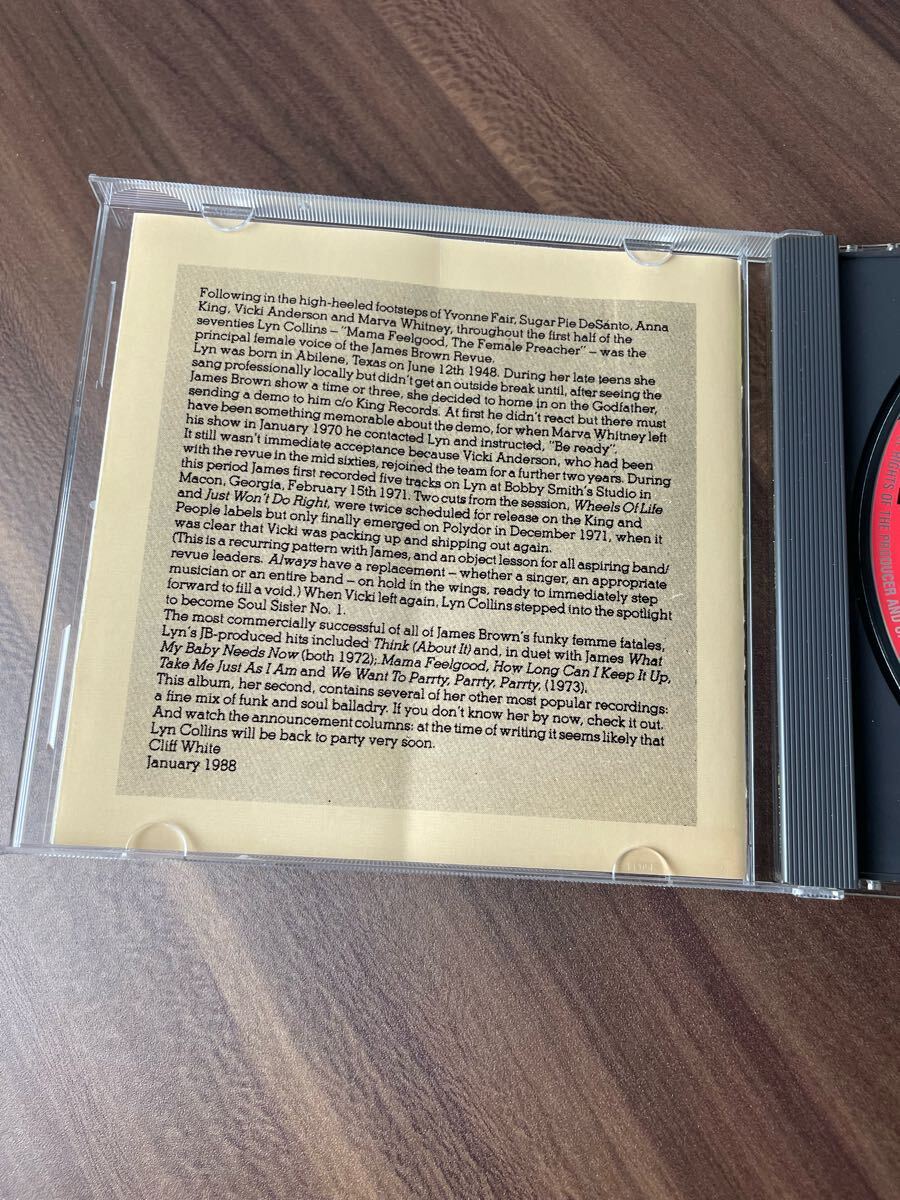 Following in the high-heeled footsteps of Yvonne Fair, Sugar Pie DeSanto, Anna
King, Vicki Anderson and Marva Whitney, throughout the first half of the
seventies Lyn Collins – "Mama Feelgood, The Female Preacher" – was the
principal female voice of the James Brown Revue.
Lyn was born in Abilene, Texas on June 12th 1948. During her late teens she
sang professionally locally but didn't get an outside break until, after seeing the
James Brown show a time or three, she decided to home in on the Godfather,
sending a demo to him c/o King Records. At first he didn't react but there must
have been something memorable about the demo, for when Marva Whitney left
his show in January 1970 he contacted Lyn and instructed, "Be ready".
It still wasn't immediate acceptance because Vicki Anderson, who had been
with the revue in the mid sixties, rejoined the team for a further two years. During
this period James first recorded five tracks on Lyn at Bobby Smith's Studio in
Macon, Georgia, February 15th 1971. Two cuts from the session, Wheels Of Life
and Just Won't Do Right, were twice scheduled for release on the King and
People labels but only finally emerged on Polydor in December 1971, when it
was clear that Vicki was packing up and shipping out again.
(This is a recurring pattern with James, and an object lesson for all aspiring band/
revue leaders. Always have a replacement – whether a singer, an appropriate
musician or an entire band – on hold in the wings, ready to immediately step
forward to fill a void.) When Vicki left again, Lyn Collins stepped into the spotlight
to become Soul Sister No. 1.
The most commercially successful of all of James Brown's funky femme fatales,
Lyn's JB-produced hits included Think (About It) and, in duet with James What
My Baby Needs Now (both 1972); Mama Feelgood, How Long Can I Keep It Up,
Take Me Just As I Am and We Want To Parrty, Parrty, Parrty, (1973).
This album, her second, contains several of her other most popular recordings:
a fine mix of funk and soul balladry. If you don't know her by now, check it out.
And watch the announcement columns: at the time of writing it seems likely that
Lyn Collins will be back to party very soon.
Cliff White
January 1988
RIGHTS OF THE PRODUCER AND O